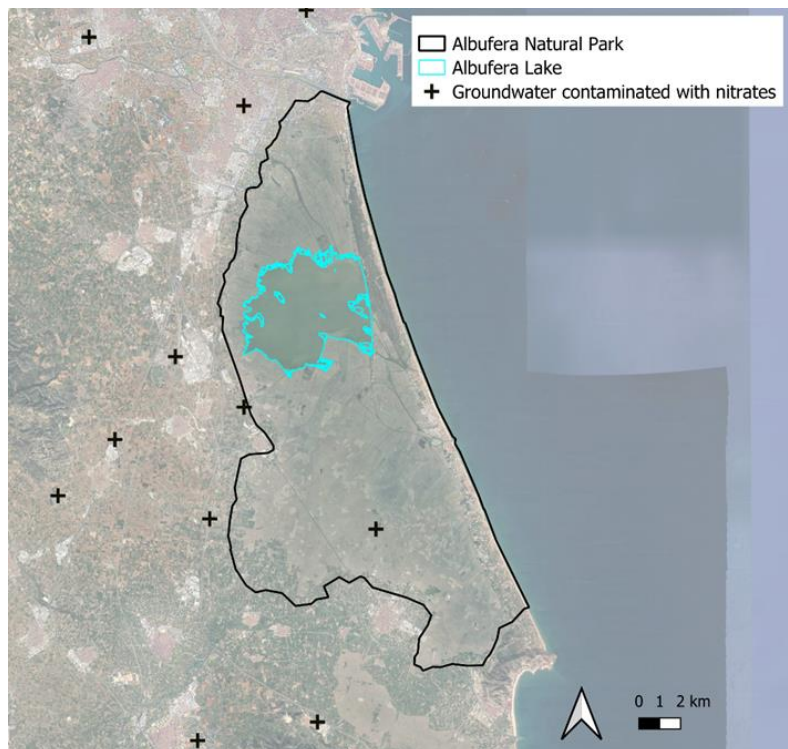 Albufera Natural Park
Albufera Lake
Groundwater contaminated with nitrates
0 1 2 km